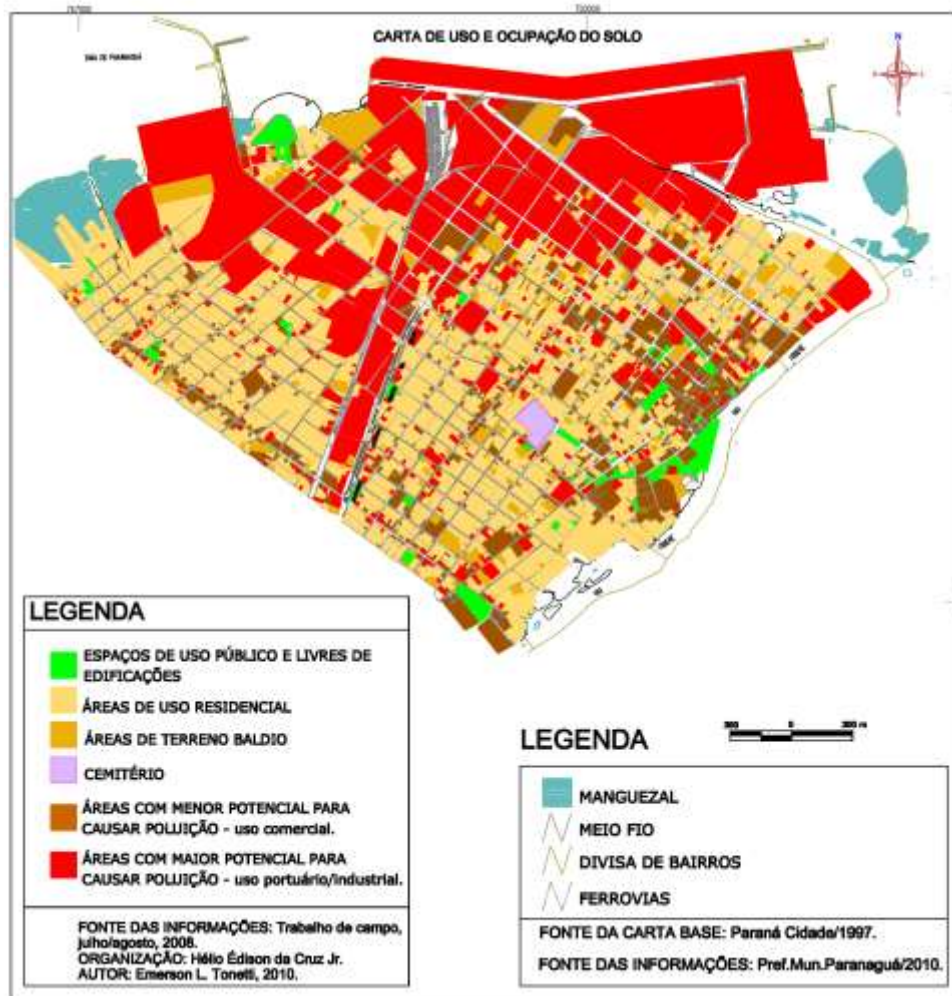 CARTA DE USO E OCUPAÇÃO DO SOLO
N
LEGENDA
ESPAÇOS DE USO PÚBLICO E LIVRES DE
EDIFICAÇÕES
ÁREAS DE USO RESIDENCIAL
ÁREAS DE TERRENO BALDIO
CEMITÉRIO
ÁREAS COM MENOR POTENCIAL PARA
CAUSAR POLUIÇÃO - uso comercial.
ÁREAS COM MAIOR POTENCIAL PARA
CAUSAR POLUIÇÃO - uso portuário/industrial.
FONTE DAS INFORMAÇÕES: Trabalho de campo,
julho/agosto, 2008.
ORGANIZAÇÃO: Hélio Édison da Cruz Jr.
AUTOR: Emerson L. Tonetti, 2010.
300 0 300 m
LEGENDA
MANGUEZAL
MEIO FIO
DIVISA DE BAIRROS
FERROVIAS
FONTE DA CARTA BASE: Paraná Cidade/1997.
FONTE DAS INFORMAÇÕES: Pref.Mun.Paranaguá/2010.